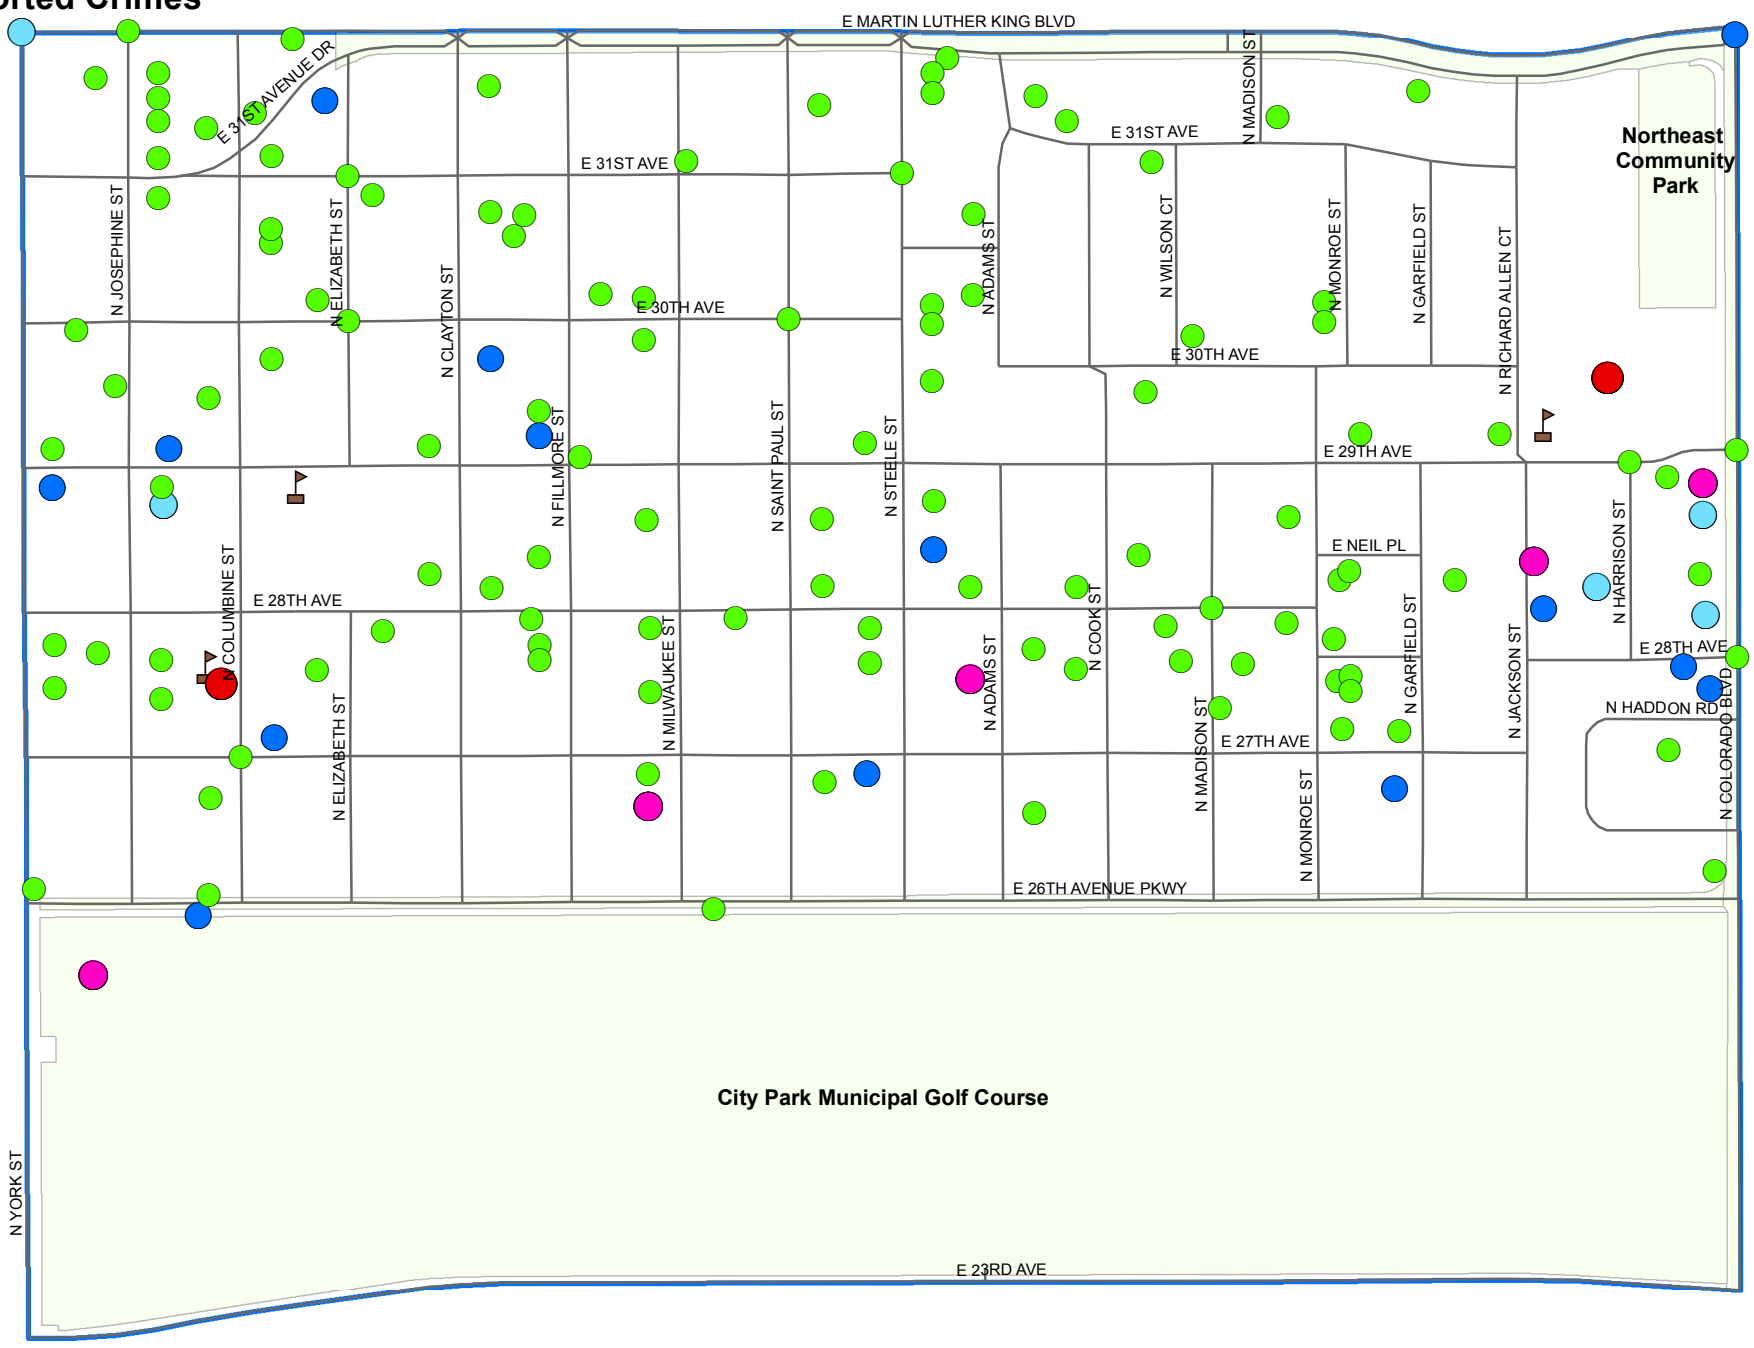 orted Crimes
E MARTIN LUTHER KING BLVD
E 31ST AVENUE DR
N MADISON ST
E 31ST AVE
E 31ST AVE
Northeast
Community
Park
N JOSEPHINE ST
N ELIZABETH ST
N CLAYTON ST
N ADAMS ST
N WILSON CT
N MONROE ST
N GARFIELD ST
N RICHARD ALLEN CT
E 30TH AVE
E 30TH AVE
N FILLMORE ST
N SAINT PAUL ST
N STEELE ST
E 29TH AVE
N COLUMBINE ST
E NEIL PL
N HARRISON ST
E 28TH AVE
N MILWAUKEE ST
N ADAMS ST
N COOK ST
N GARFIELD ST
N JACKSON ST
E 28TH AVE
N ELIZABETH ST
N MADISON ST
E 27TH AVE
N HADDON RD
N COLORADO BLVD
N MONROE ST
E 26TH AVENUE PKWY
City Park Municipal Golf Course
N YORK ST
E 23RD AVE